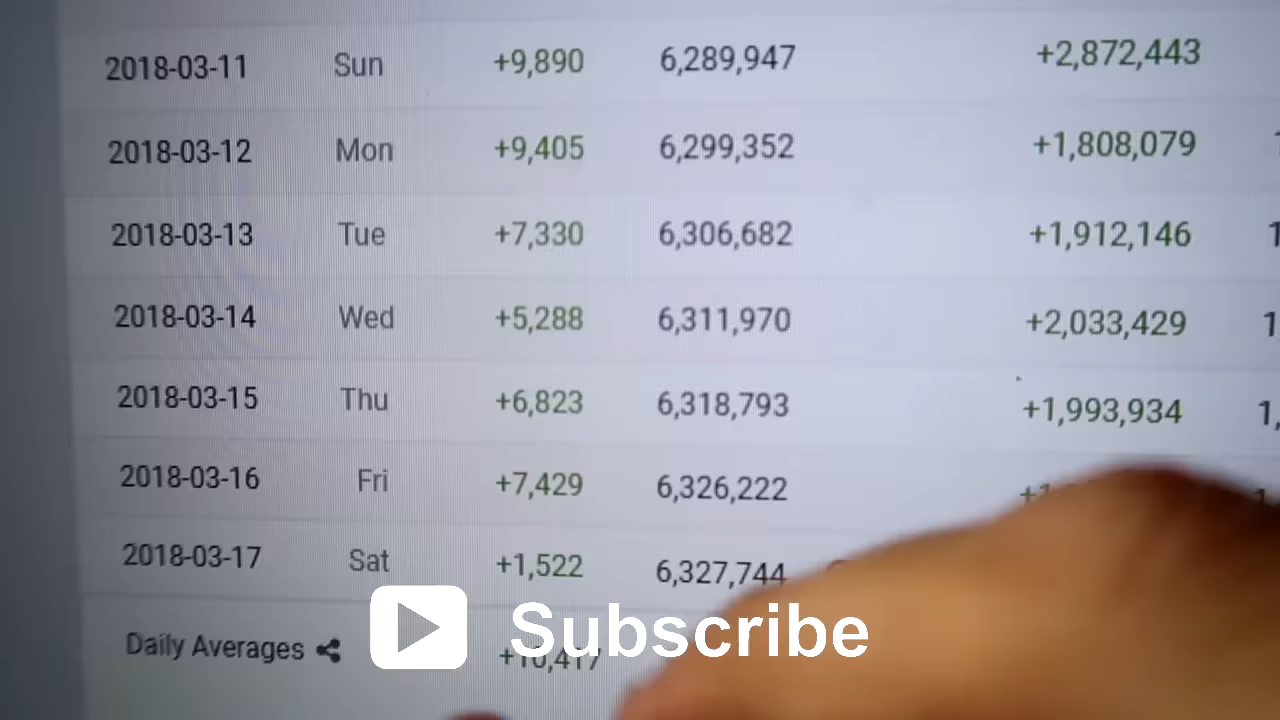 2018-03-11 Sun +9,890 6,289,947 +2,872,443
2018-03-12 Mon +9,405 6,299,352 +1,808,079
2018-03-13 Tue +7,330 6,306,682 +1,912,146
2018-03-14 Wed +5,288 6,311,970 +2,033,429
2018-03-15 Thu +6,823 6,318,793 +1,993,934
2018-03-16 Fri +7,429 6,326,222
2018-03-17 Sat +1,522 6,327,744
Daily Averages +10,417
Subscribe